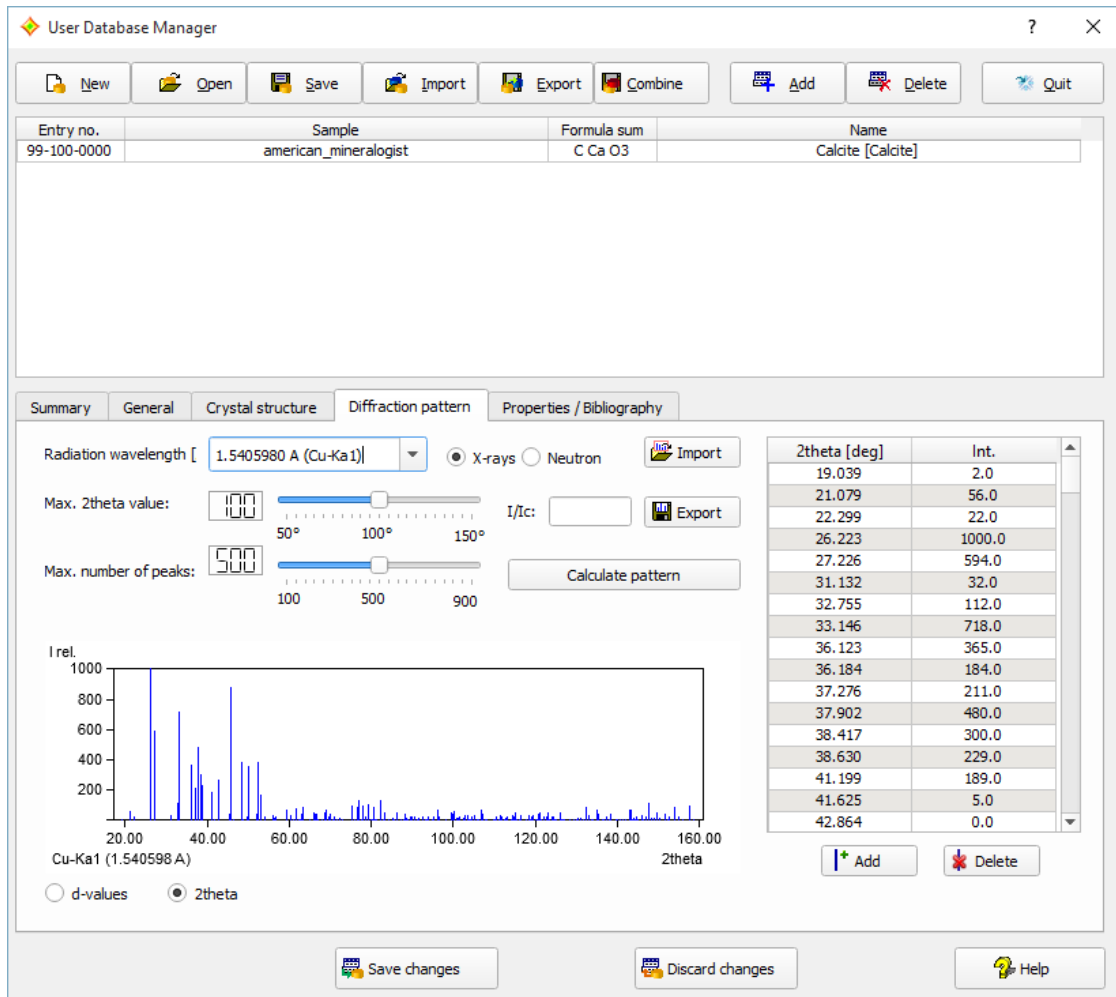 User Database Manager ?
New Open Save Import Export Combine Add Delete Quit
Entry no. Sample Formula sum Name
99-100-0000 american_mineralogist C Ca O3 Calcite [Calcite]
Summary General Crystal structure Diffraction pattern Properties / Bibliography
Radiation wavelength [ 1.5405980 A (Cu-Ka1) X-rays Neutron Import
Max. 2theta value: 100 I/Ic: Export
50° 100° 150°
Max. number of peaks: 500 Calculate pattern
100 500 900
2theta [deg] Int.
19.039 2.0
21.079 56.0
22.299 22.0
26.223 1000.0
27.226 594.0
31.132 32.0
32.755 112.0
33.146 718.0
36.123 365.0
36.184 184.0
37.276 211.0
37.902 480.0
38.417 300.0
38.630 229.0
41.199 189.0
41.625 5.0
42.864 0.0
Add Delete
I rel.
1000
800
600
400
200
20.00 40.00 60.00 80.00 100.00 120.00 140.00 160.00
Cu-Ka1 (1.540598 A) 2theta
d-values 2theta
Save changes Discard changes Help